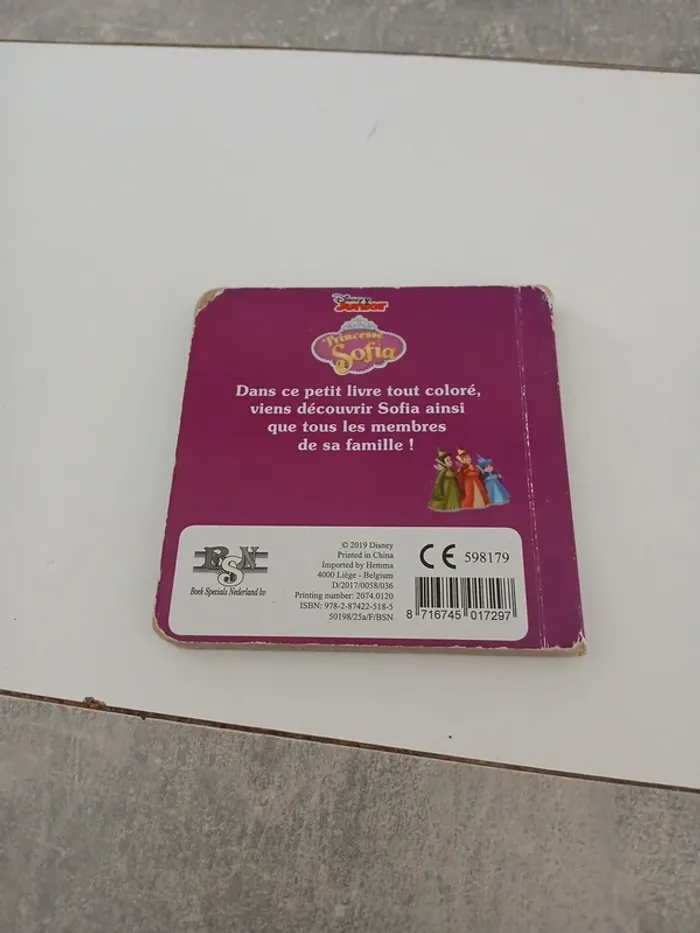 Disney
Junior
Princesse
Sofia
Dans ce petit livre tout coloré,
viens découvrir Sofia ainsi
que tous les membres
de sa famille !
BSN
Boek Specials Nederland bv
© 2019 Disney
Printed in China
Imported by Hemma
4000 Liège - Belgium
D/2017/0058/036
Printing number: 2074.0120
ISBN: 978-2-87422-518-5
50198/25a/F/BSN
CE 598179
8 716745 017297